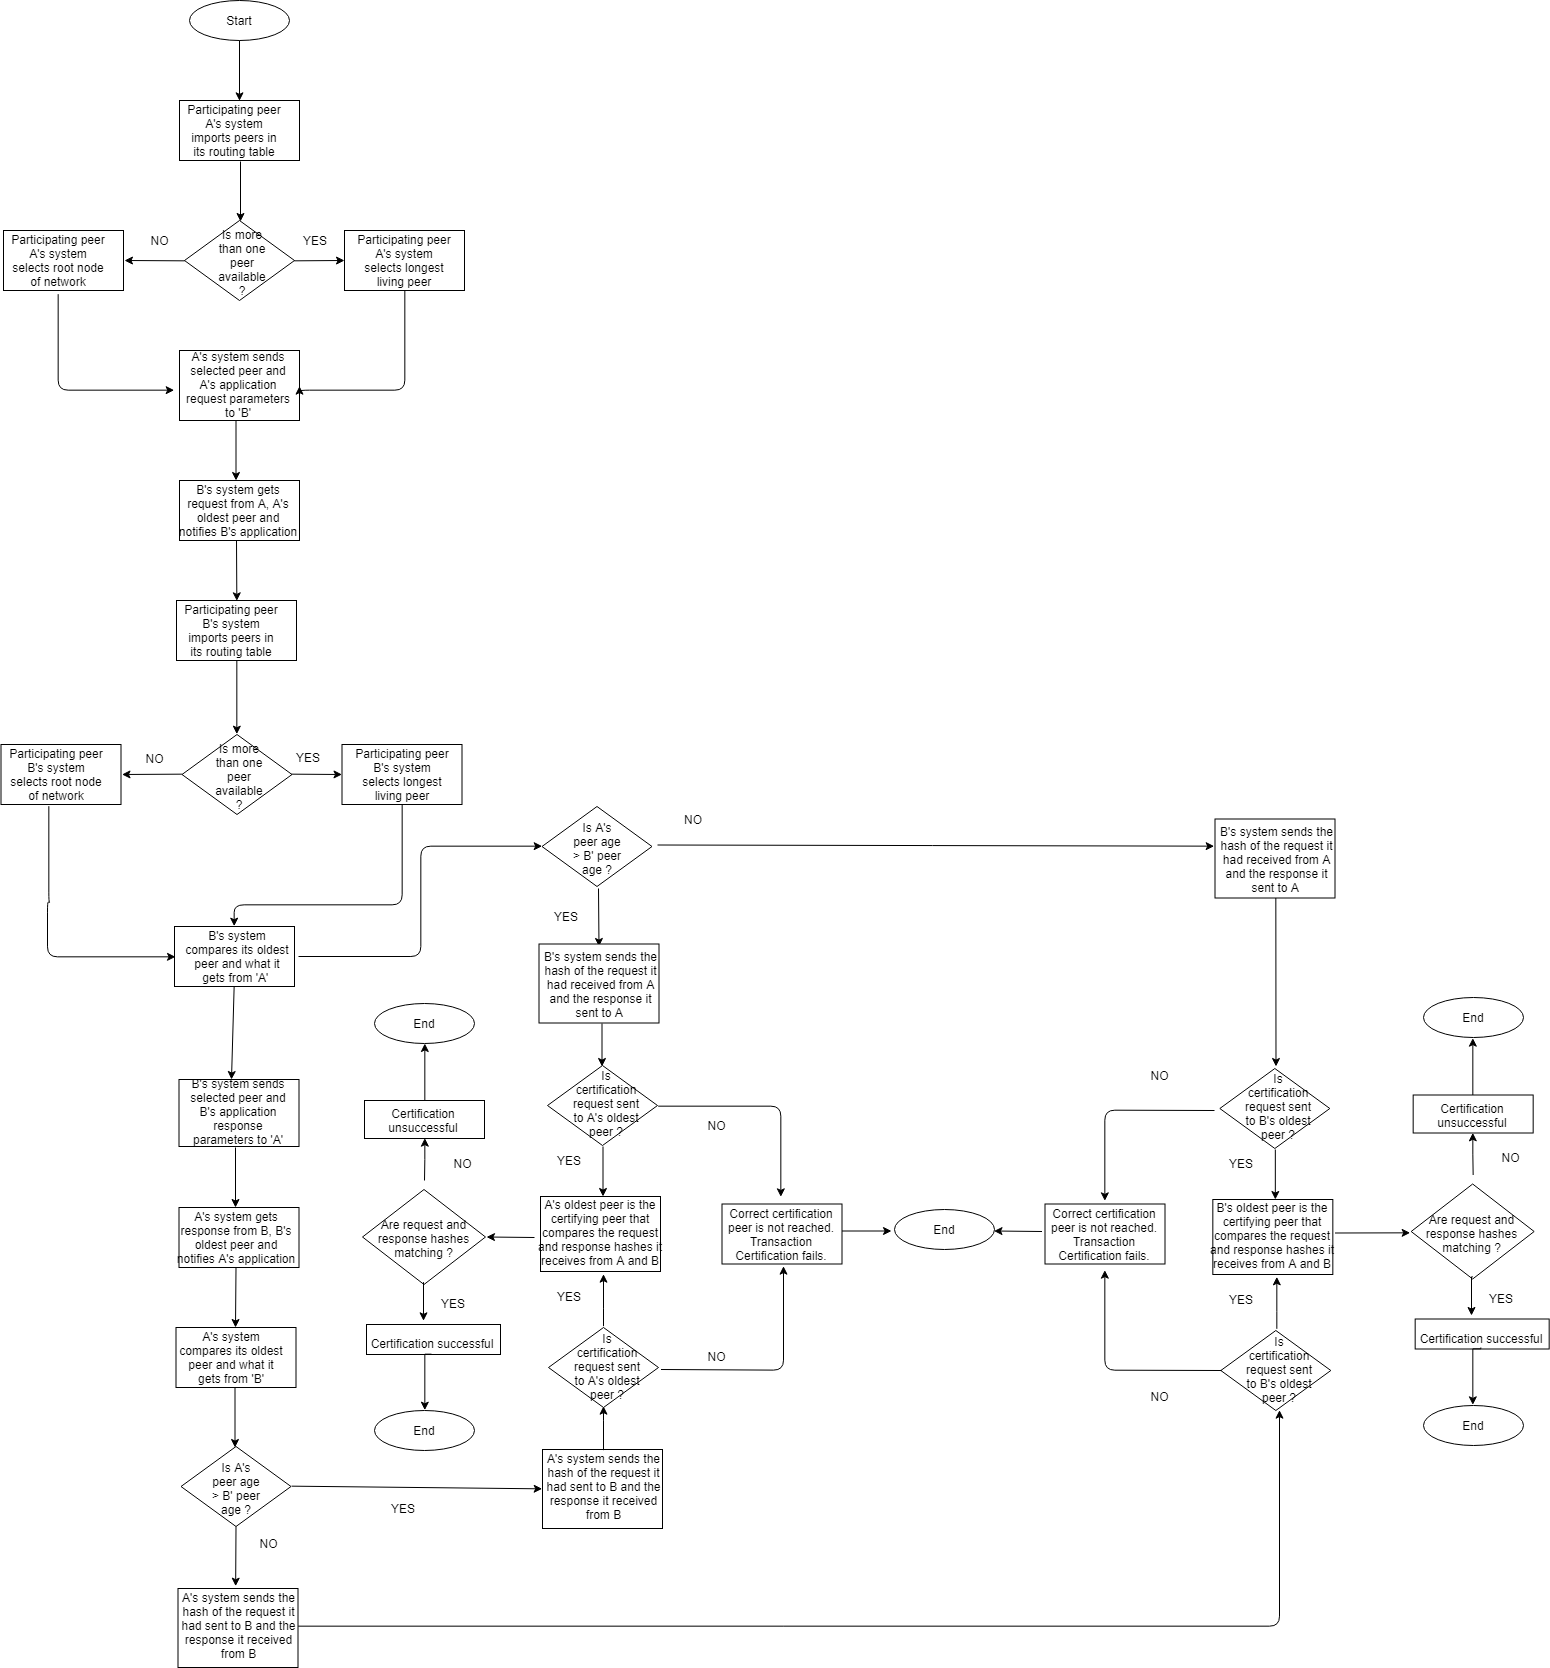 Start
Participating peer
A's system
imports peers in
its routing table
Is more
than one
peer
available
?
NO
YES
Participating peer
A's system
selects root node
of network
Participating peer
A's system
selects longest
living peer
A's system sends
selected peer and
A's application
request parameters
to 'B'
B's system gets
request from A, A's
oldest peer and
notifies B's application
Participating peer
B's system
imports peers in
its routing table
Is more
than one
peer
available
?
NO
YES
Participating peer
B's system
selects root node
of network
Participating peer
B's system
selects longest
living peer
B's system
compares its oldest
peer and what it
gets from 'A'
Is A's
peer age
> B' peer
age ?
NO
YES
B's system sends the
hash of the request it
had received from A
and the response it
sent to A
B's system sends the
hash of the request it
had received from A
and the response it
sent to A
B's system sends
selected peer and
B's application
response
parameters to 'A'
A's system gets
response from B, B's
oldest peer and
notifies A's application
A's system
compares its oldest
peer and what it
gets from 'B'
Is A's
peer age
> B' peer
age ?
YES
NO
A's system sends the
hash of the request it
had sent to B and the
response it received
from B
A's system sends the
hash of the request it
had sent to B and the
response it received
from B
End
Certification
unsuccessful
NO
Are request and
response hashes
matching ?
YES
Certification successful
End
Is
certification
request sent
to A's oldest
peer ?
NO
YES
A's oldest peer is the
certifying peer that
compares the request
and response hashes it
receives from A and B
YES
Is
certification
request sent
to A's oldest
peer ?
NO
Correct certification
peer is not reached.
Transaction
Certification fails.
End
Correct certification
peer is not reached.
Transaction
Certification fails.
NO
Is
certification
request sent
to B's oldest
peer ?
YES
B's oldest peer is the
certifying peer that
compares the request
and response hashes it
receives from A and B
YES
Is
certification
request sent
to B's oldest
peer ?
NO
End
Certification
unsuccessful
NO
Are request and
response hashes
matching ?
YES
Certification successful
End